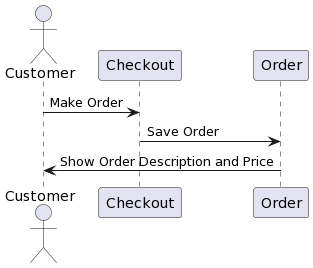 Customer
Checkout
Order
Make Order
Save Order
Show Order Description and Price
Customer
Checkout
Order